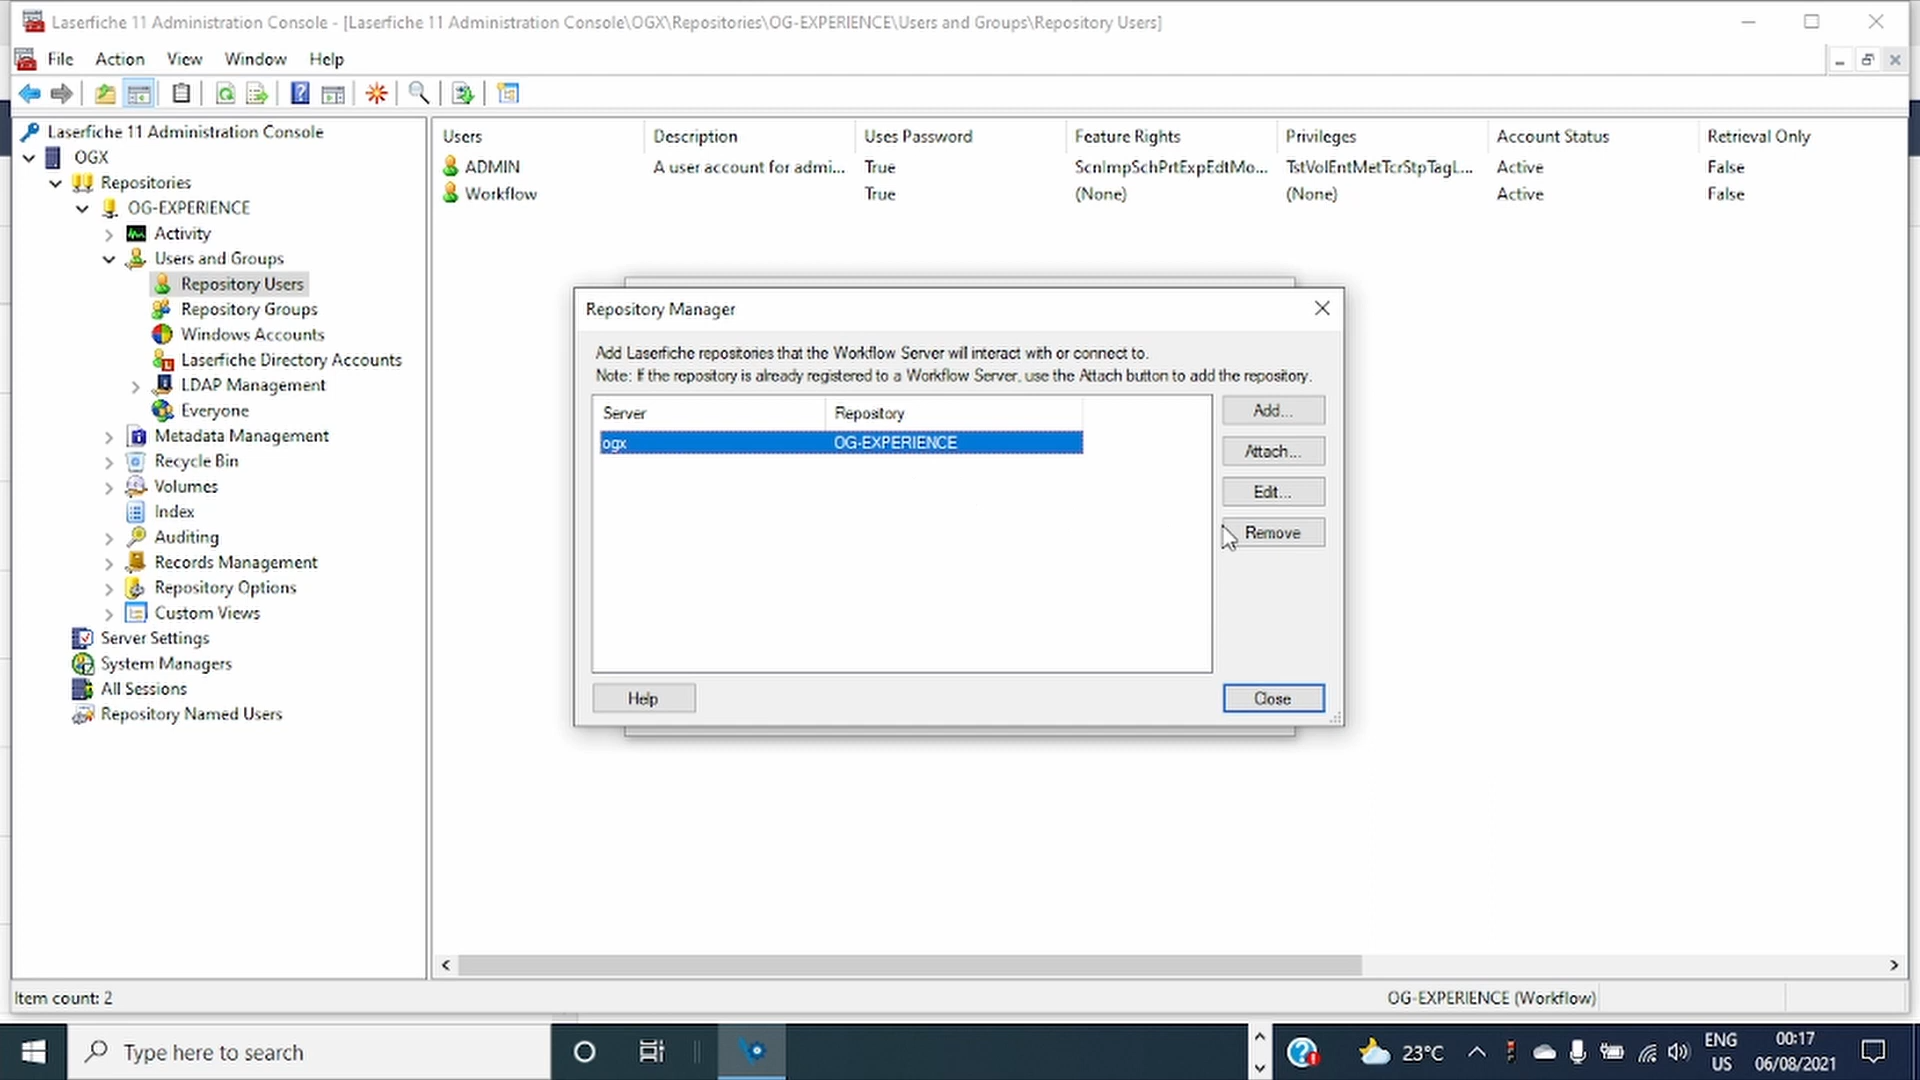 Laserfiche 11 Administration Console - [Laserfiche 11 Administration Console\OGX\Repositories\OG-EXPERIENCE\Users and Groups\Repository Users]
File Action View Window Help
Laserfiche 11 Administration Console
OGX
Repositories
OG-EXPERIENCE
Activity
Users and Groups
Repository Users
Repository Groups
Windows Accounts
Laserfiche Directory Accounts
LDAP Management
Everyone
Metadata Management
Recycle Bin
Volumes
Index
Auditing
Records Management
Repository Options
Custom Views
Server Settings
System Managers
All Sessions
Repository Named Users
Users Description Uses Password Feature Rights Privileges Account Status Retrieval Only
ADMIN A user account for admi... True ScnImpSchPrtExpEdtMo... TstVolEntMetTcrStpTagL... Active False
Workflow True (None) (None) Active False
Repository Manager
Add Laserfiche repositories that the Workflow Server will interact with or connect to.
Note: If the repository is already registered to a Workflow Server, use the Attach button to add the repository.
Server Repository
ogx OG-EXPERIENCE
Add...
Attach...
Edit...
Remove
Help
Close
Item count: 2
OG-EXPERIENCE (Workflow)
Type here to search
23°C
ENG
US
00:17
06/08/2021